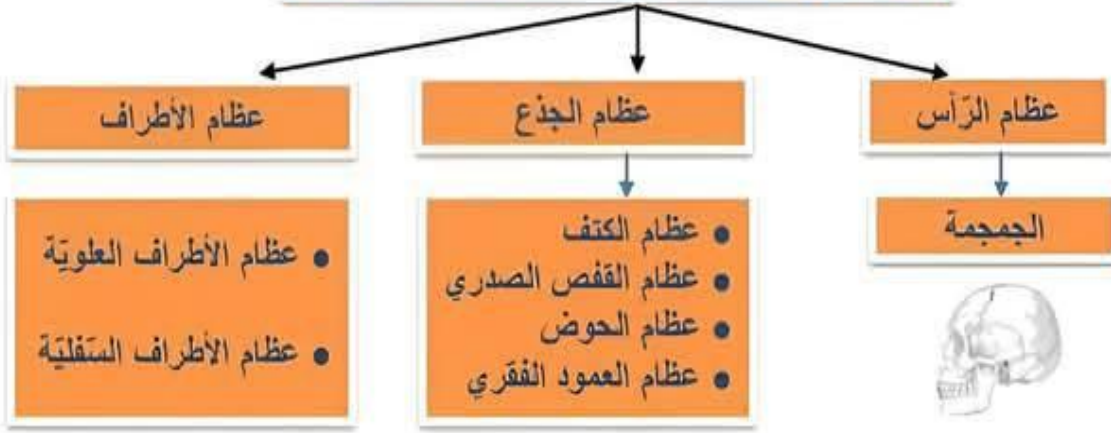 عظام الرّأس
عظام الجذع
عظام الأطراف
الجمجمة
• عظام الكتف
• عظام القفص الصدري
• عظام الحوض
• عظام العمود الفقري
• عظام الأطراف العلويّة
• عظام الأطراف السّفليّة